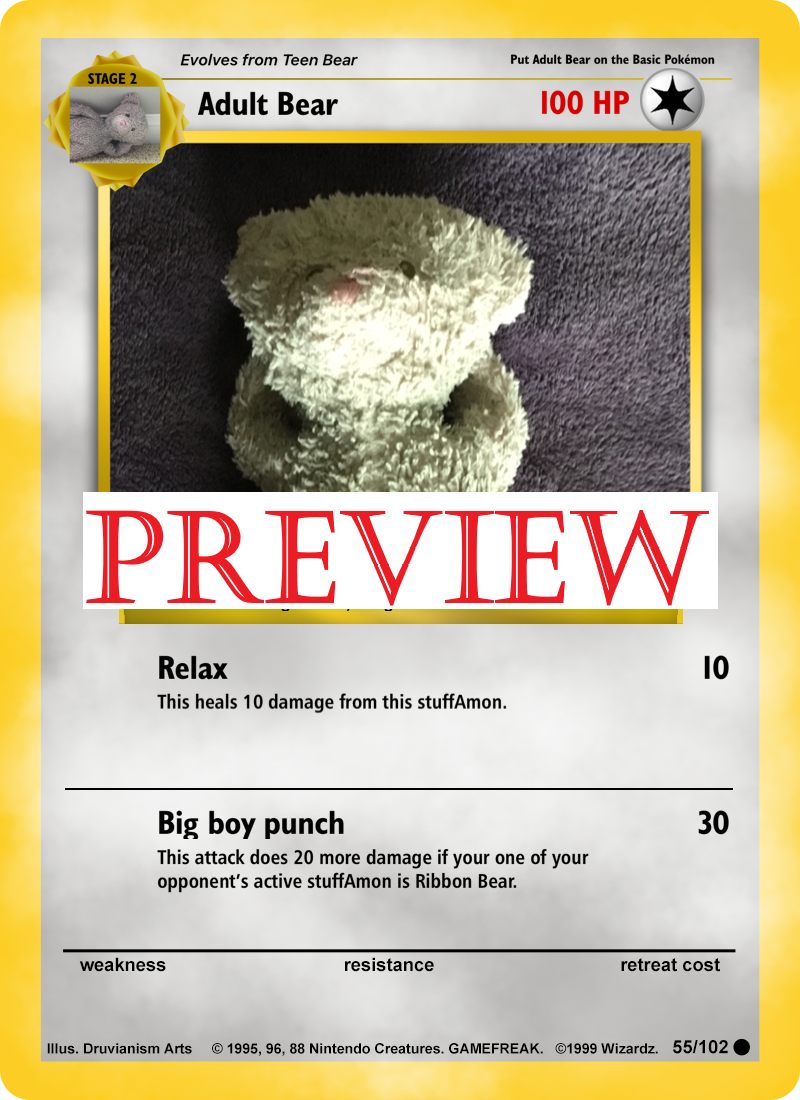 Evolves from Teen Bear
Put Adult Bear on the Basic Pokémon
STAGE 2
Adult Bear
100 HP
PREVIEW
Relax
10
This heals 10 damage from this stuffAmon.
Big boy punch
30
This attack does 20 more damage if your one of your
opponent's active stuffAmon is Ribbon Bear.
weakness
resistance
retreat cost
Illus. Druvianism Arts
© 1995, 96, 88 Nintendo Creatures. GAMEFREAK.
©1999 Wizardz.
55/102